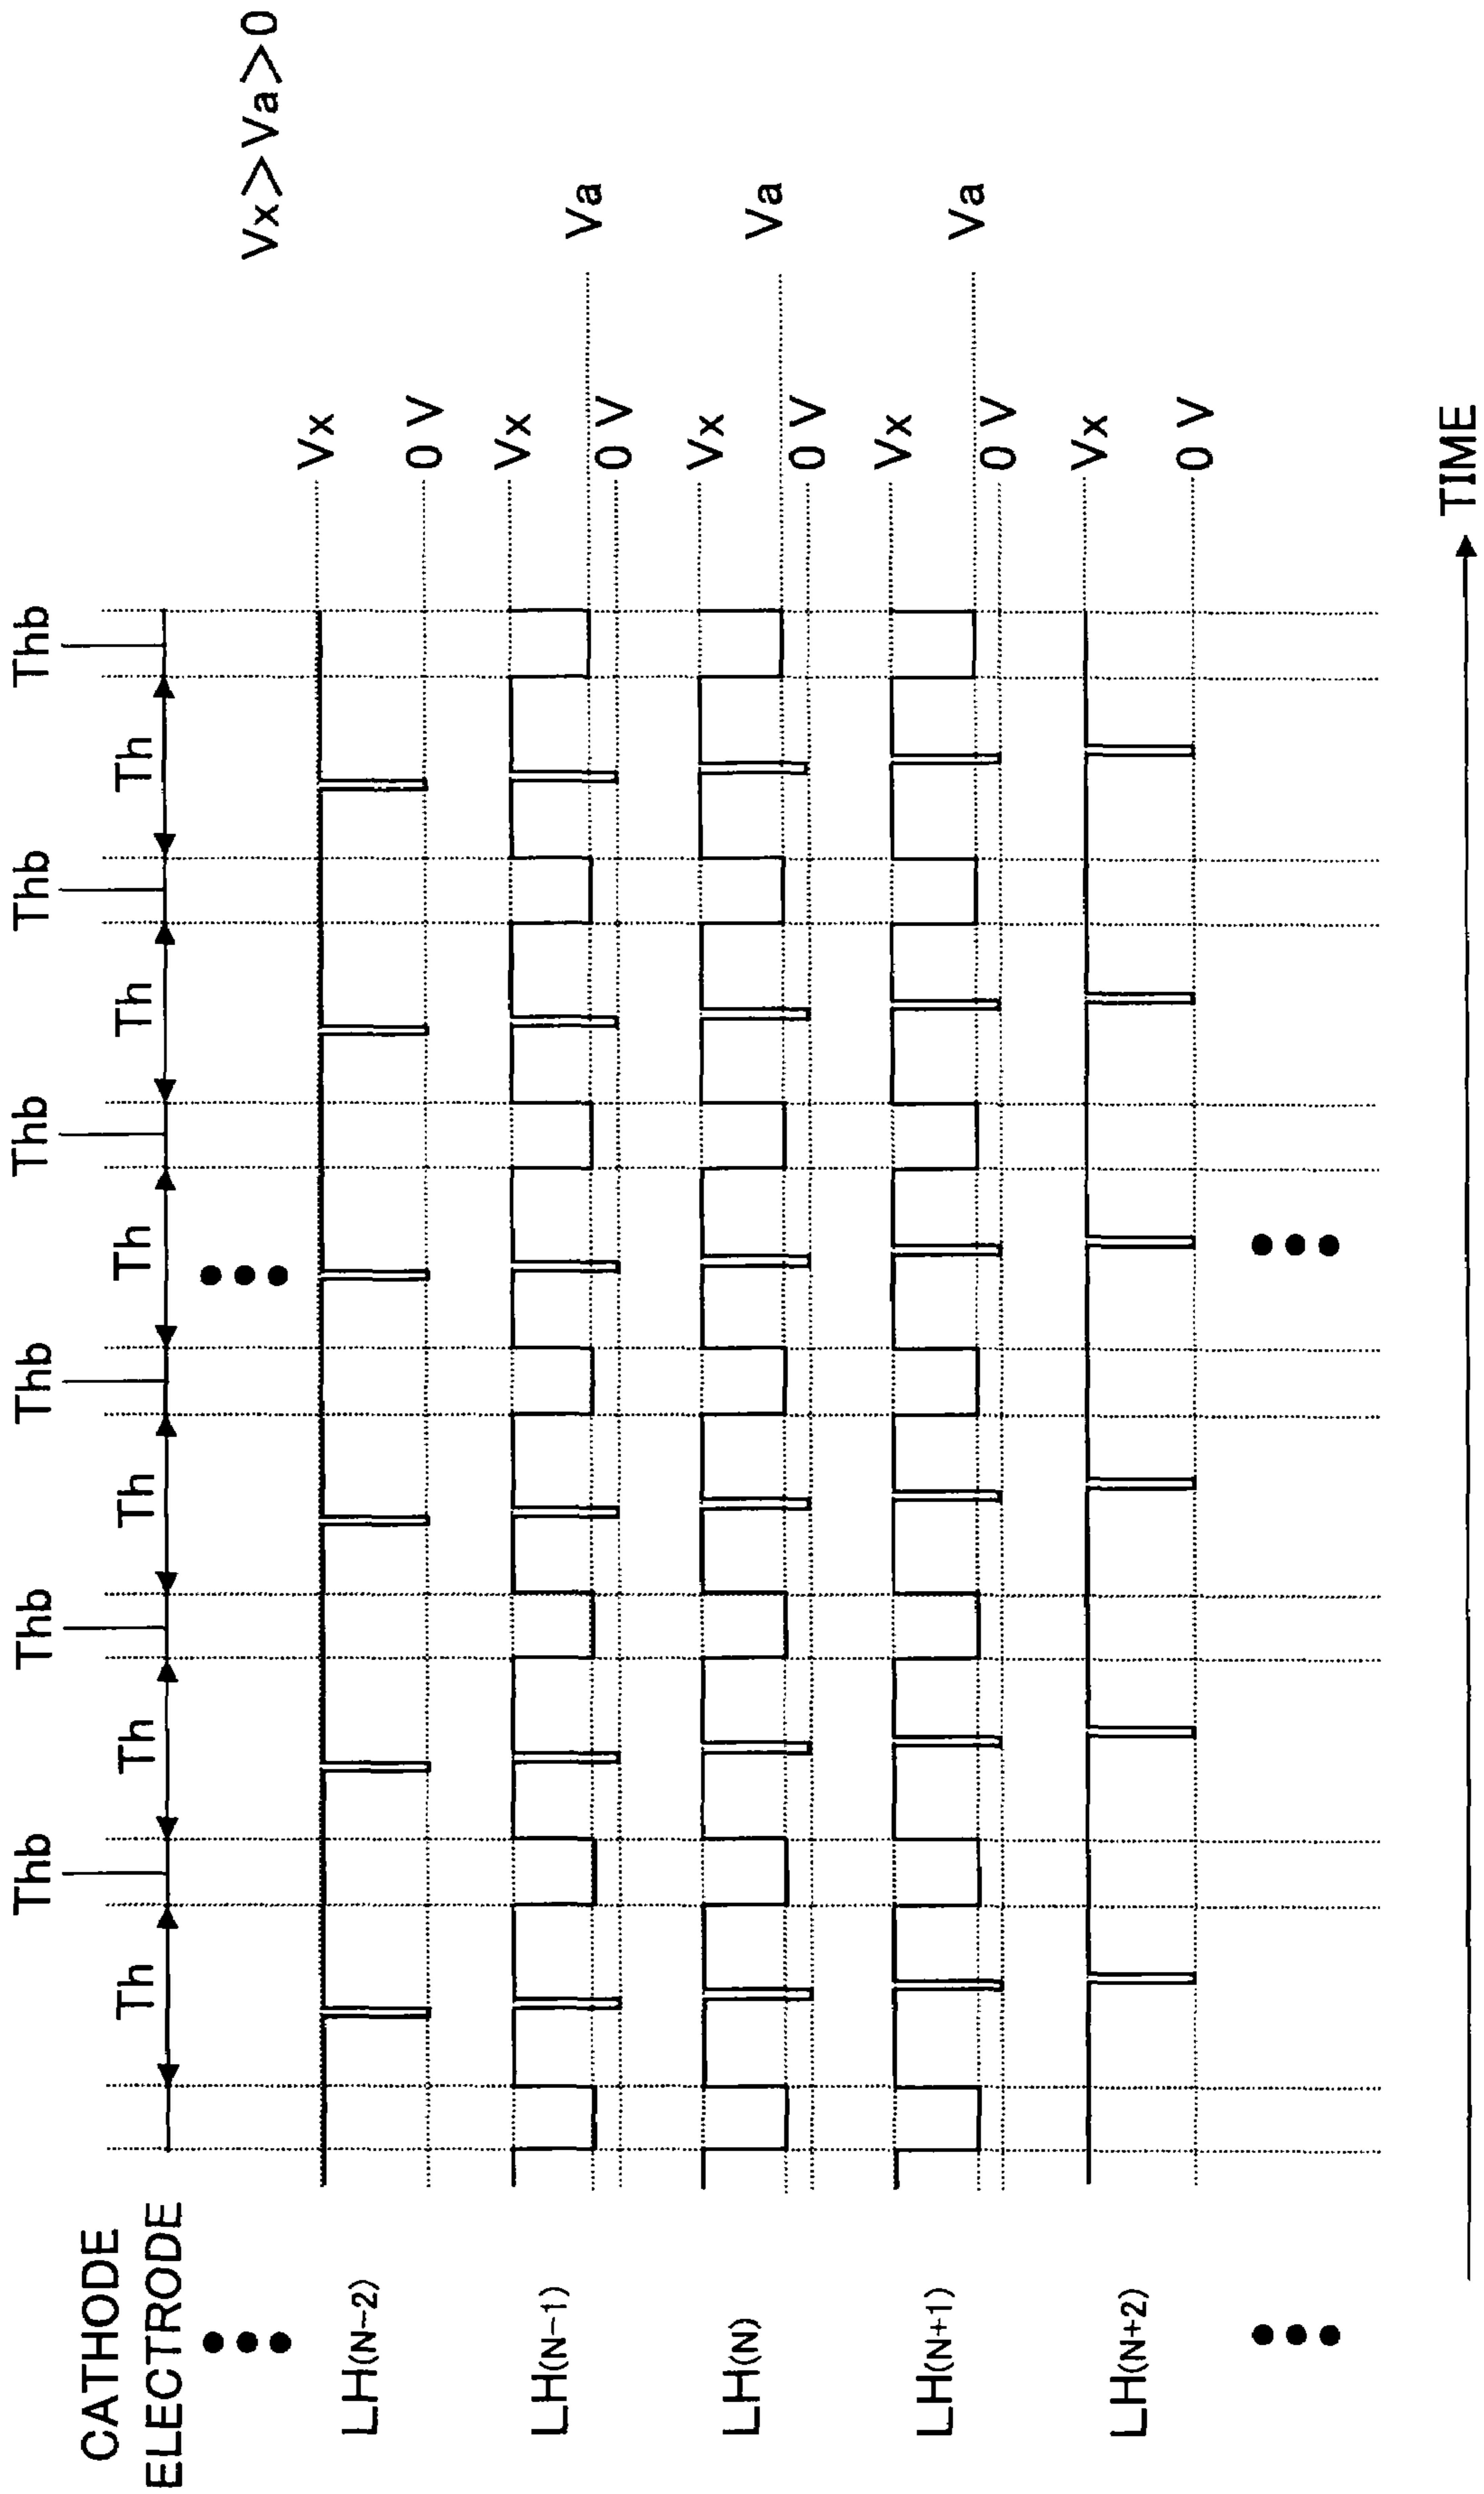 Vx>Va>0
Th Thb Th Thb Th Thb Th Thb Th Thb Th Thb
CATHODE
ELECTRODE
LH(N-2) Vx
0 V
LH(N-1) Vx
Va
0 V
LH(N) Vx
Va
0 V
LH(N+1) Vx
Va
0 V
LH(N+2) Vx
0 V
TIME